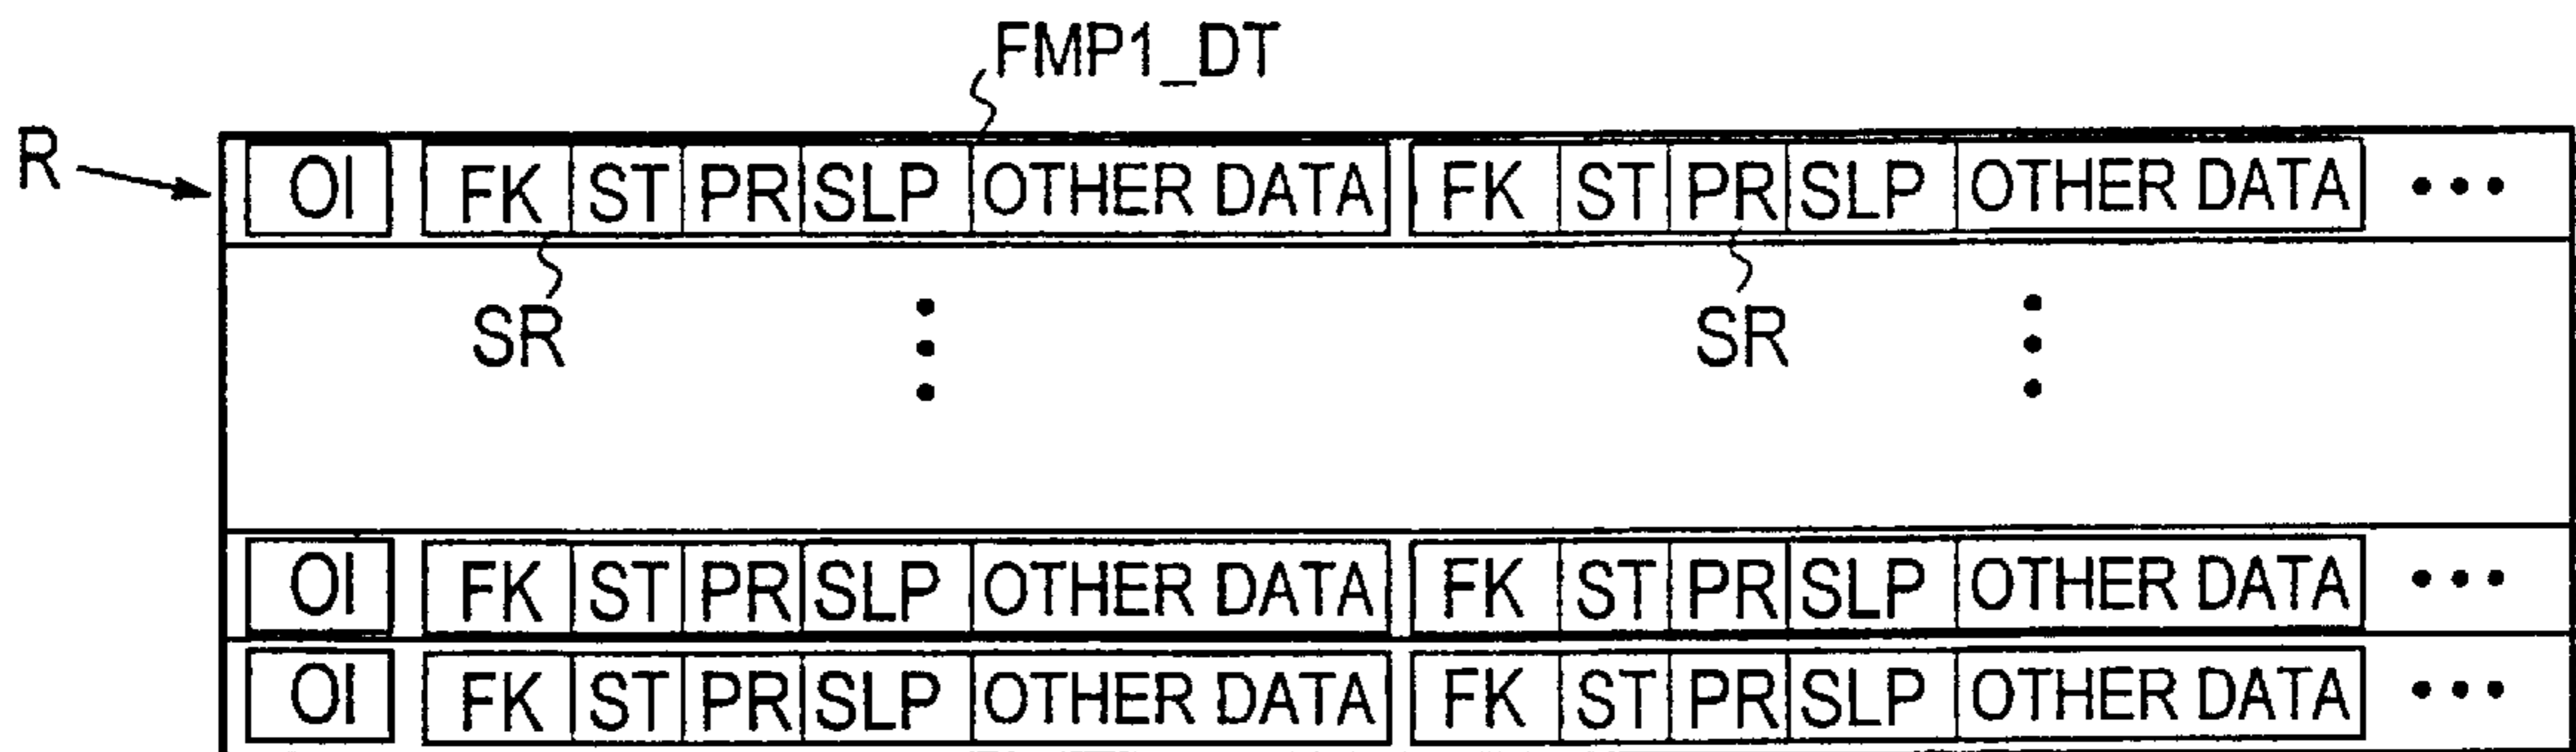 FMP1_DT
R
OI FK ST PR SLP OTHER DATA FK ST PR SLP OTHER DATA •••
SR SR
OI FK ST PR SLP OTHER DATA FK ST PR SLP OTHER DATA •••
OI FK ST PR SLP OTHER DATA FK ST PR SLP OTHER DATA •••